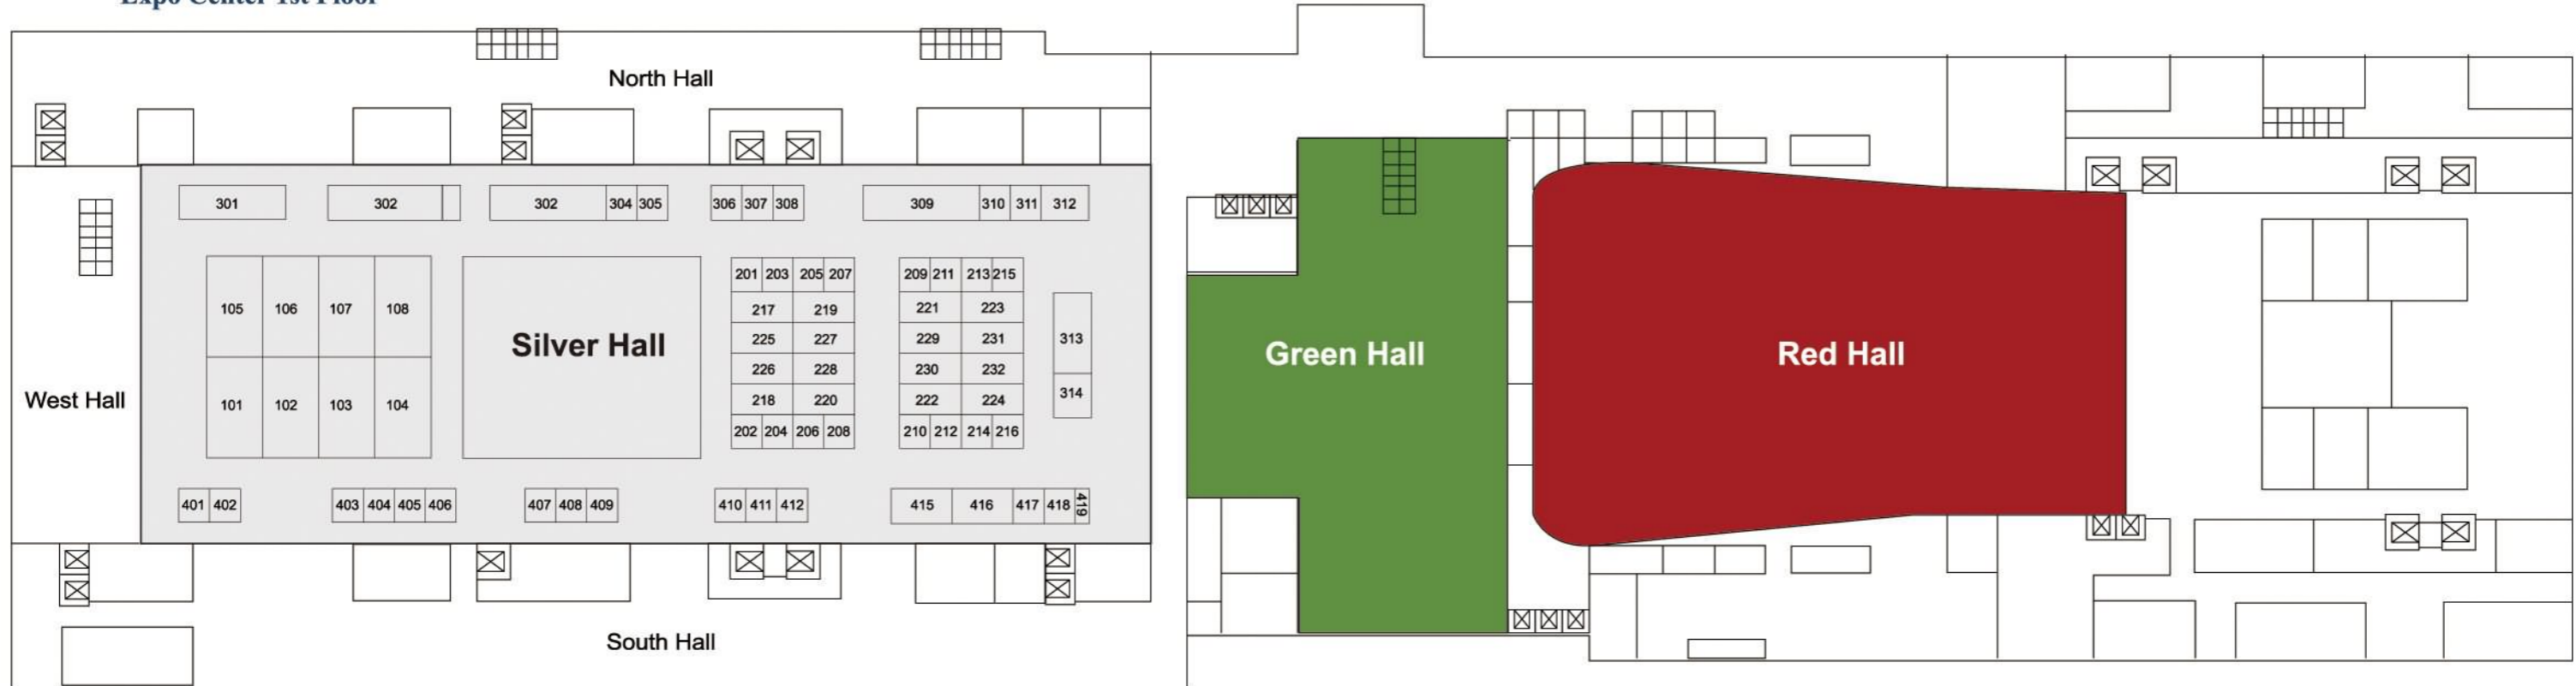 Expo Center 1st Floor
North Hall
301 302 302 304 305 306 307 308 309 310 311 312
201 203 205 207 209 211 213 215
105 106 107 108 217 219 221 223
Silver Hall 225 227 229 231 313
Green Hall
Red Hall
226 228 230 232
West Hall 101 102 103 104 218 220 222 224 314
202 204 206 208 210 212 214 216
401 402 403 404 405 406 407 408 409 410 411 412 415 416 417 418 419
South Hall